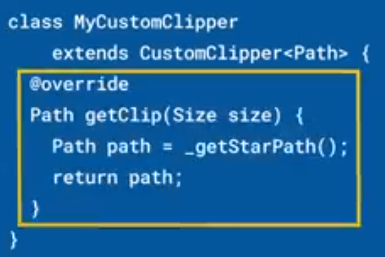 class MyCustomClipper
extends CustomClipper<Path> {
@override
Path getClip(Size size) {
Path path = _getStarPath();
return path;
}
}